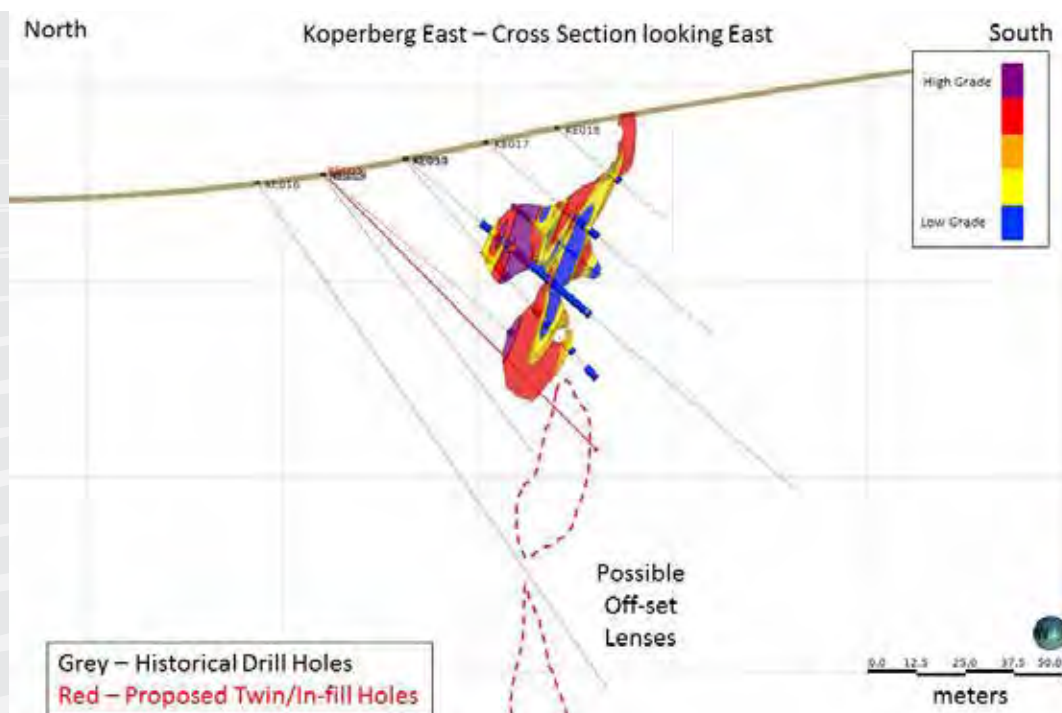 North
Koperberg East – Cross Section looking East
South
High Grade
Low Grade
KE018
KE017
KE016
Possible
Off-set
Lenses
Grey – Historical Drill Holes
Red – Proposed Twin/In-fill Holes
0.0 12.5 25.0 37.5 50.0
meters